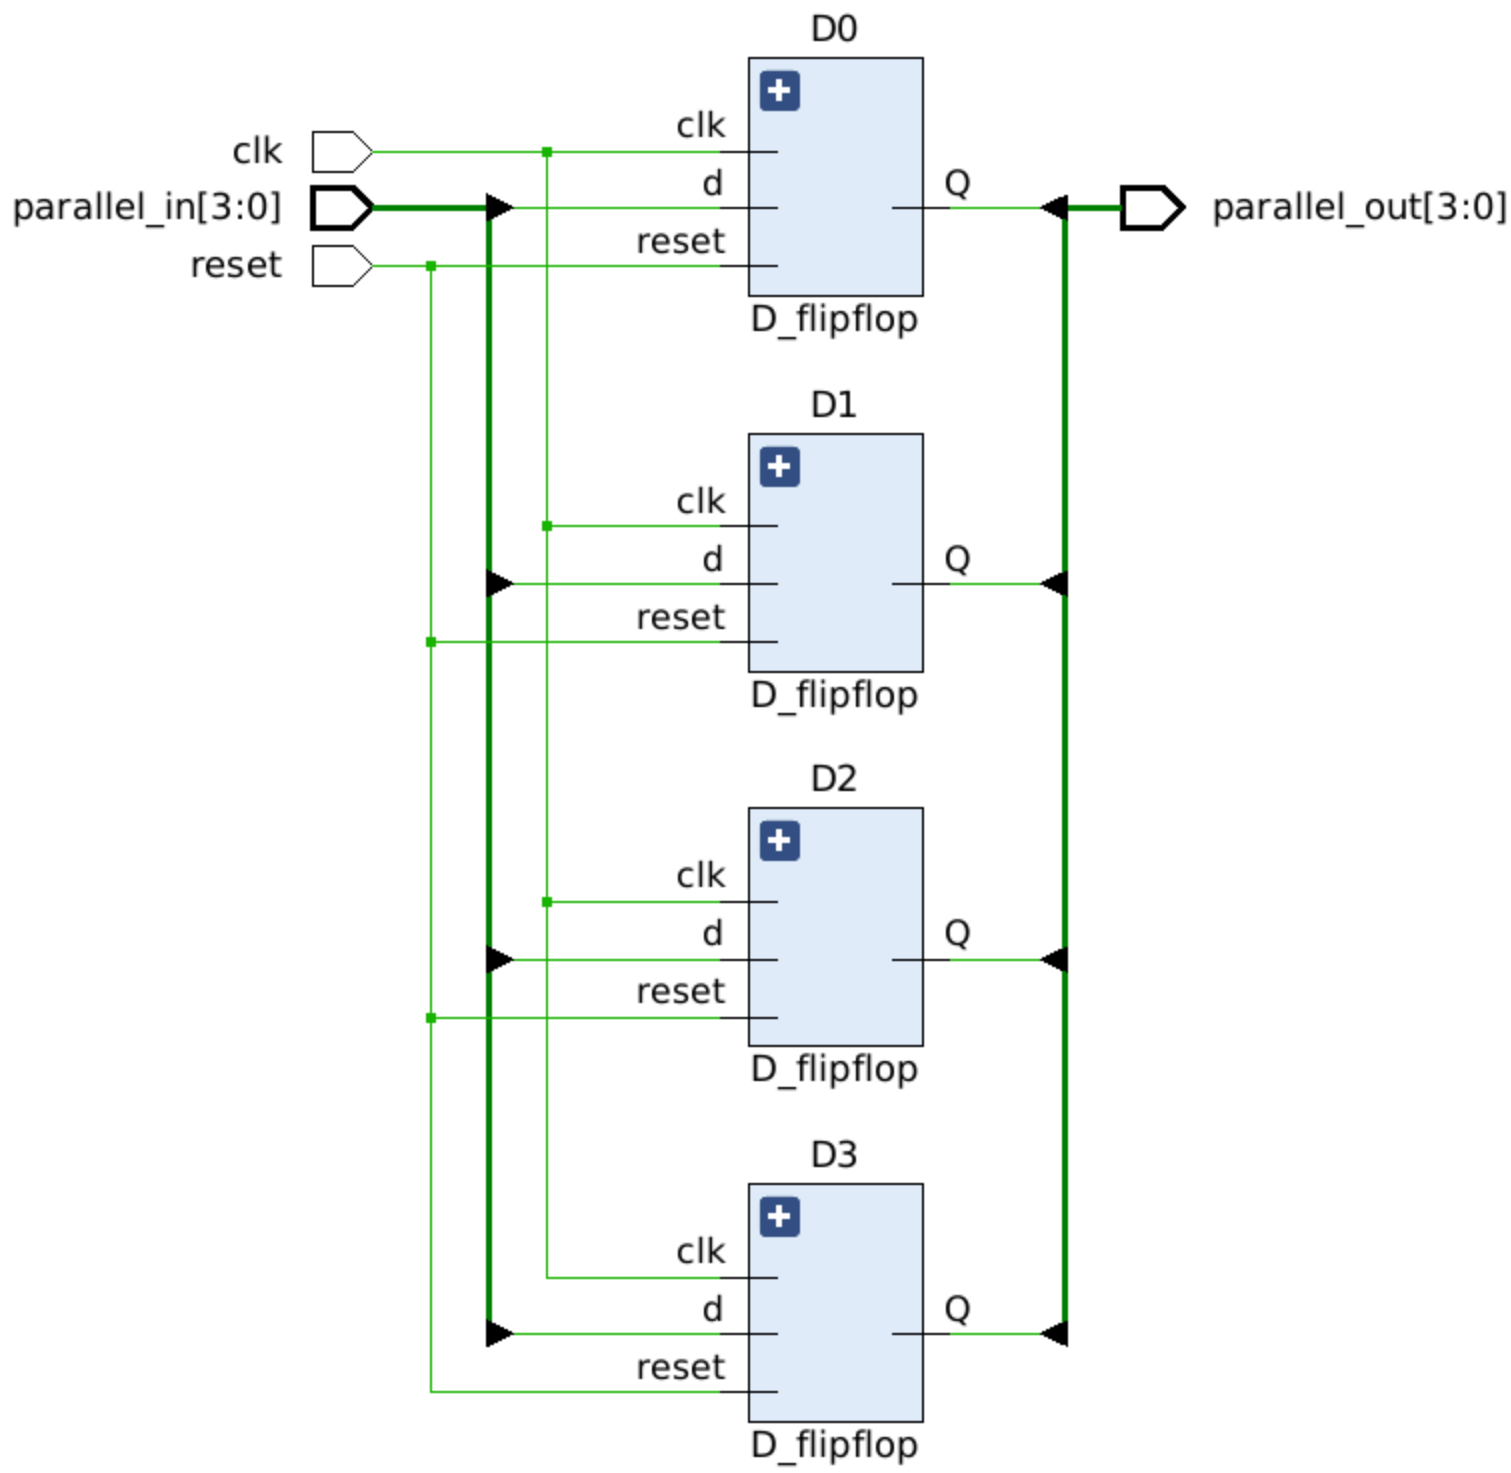 D0
clk
clk
d
Q
parallel_in[3:0]
parallel_out[3:0]
reset
reset
D_flipflop
D1
clk
d
Q
reset
D_flipflop
D2
clk
d
Q
reset
D_flipflop
D3
clk
d
Q
reset
D_flipflop